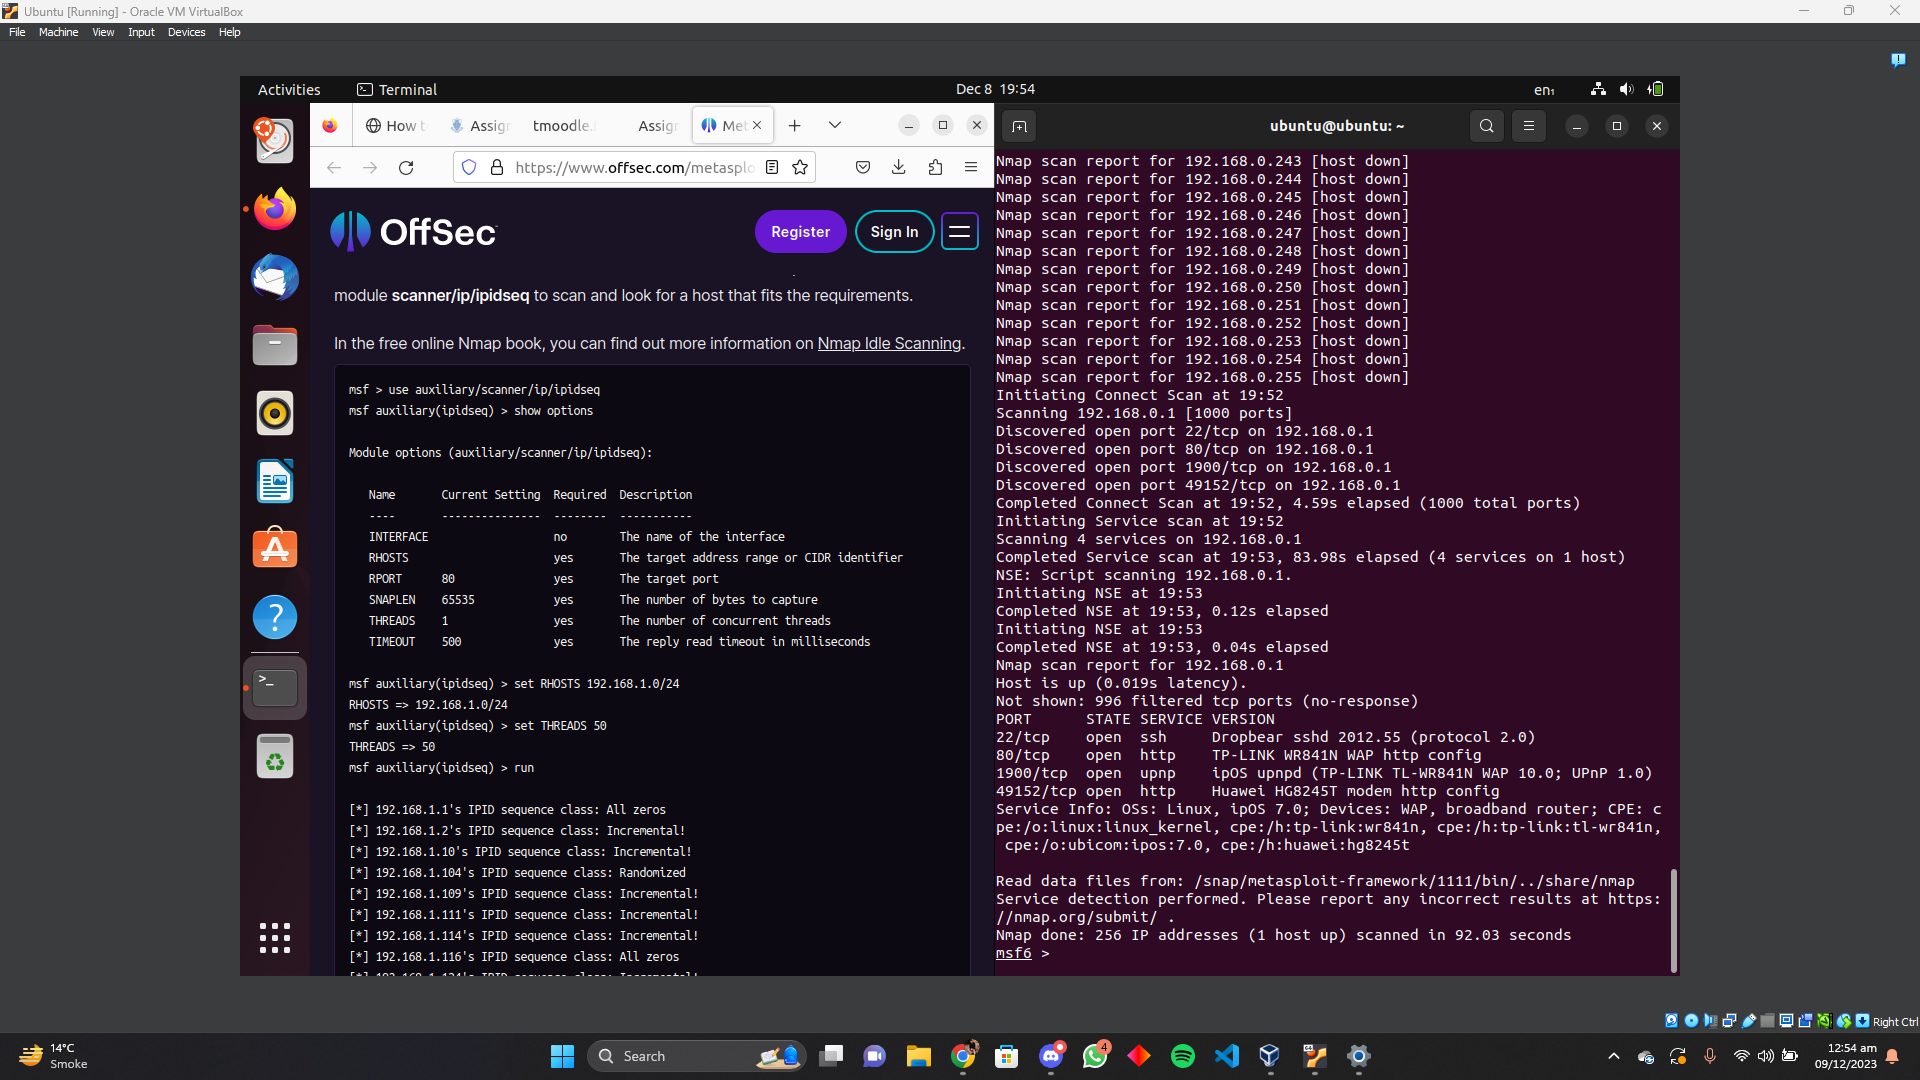 Ubuntu [Running] - Oracle VM VirtualBox
File Machine View Input Devices Help
Activities Terminal Dec 8 19:54 en₁
How t Assign tmoodle. Assign Met
https://www.offsec.com/metasplo
OffSec
Register Sign In
module scanner/ip/ipidseq to scan and look for a host that fits the requirements.
In the free online Nmap book, you can find out more information on Nmap Idle Scanning.
msf > use auxiliary/scanner/ip/ipidseq
msf auxiliary(ipidseq) > show options
Module options (auxiliary/scanner/ip/ipidseq):
Name Current Setting Required Description
---- --------------- -------- -----------
INTERFACE no The name of the interface
RHOSTS yes The target address range or CIDR identifier
RPORT 80 yes The target port
SNAPLEN 65535 yes The number of bytes to capture
THREADS 1 yes The number of concurrent threads
TIMEOUT 500 yes The reply read timeout in milliseconds
msf auxiliary(ipidseq) > set RHOSTS 192.168.1.0/24
RHOSTS => 192.168.1.0/24
msf auxiliary(ipidseq) > set THREADS 50
THREADS => 50
msf auxiliary(ipidseq) > run
[*] 192.168.1.1's IPID sequence class: All zeros
[*] 192.168.1.2's IPID sequence class: Incremental!
[*] 192.168.1.10's IPID sequence class: Incremental!
[*] 192.168.1.104's IPID sequence class: Randomized
[*] 192.168.1.109's IPID sequence class: Incremental!
[*] 192.168.1.111's IPID sequence class: Incremental!
[*] 192.168.1.114's IPID sequence class: Incremental!
[*] 192.168.1.116's IPID sequence class: All zeros
ubuntu@ubuntu: ~
Nmap scan report for 192.168.0.243 [host down]
Nmap scan report for 192.168.0.244 [host down]
Nmap scan report for 192.168.0.245 [host down]
Nmap scan report for 192.168.0.246 [host down]
Nmap scan report for 192.168.0.247 [host down]
Nmap scan report for 192.168.0.248 [host down]
Nmap scan report for 192.168.0.249 [host down]
Nmap scan report for 192.168.0.250 [host down]
Nmap scan report for 192.168.0.251 [host down]
Nmap scan report for 192.168.0.252 [host down]
Nmap scan report for 192.168.0.253 [host down]
Nmap scan report for 192.168.0.254 [host down]
Nmap scan report for 192.168.0.255 [host down]
Initiating Connect Scan at 19:52
Scanning 192.168.0.1 [1000 ports]
Discovered open port 22/tcp on 192.168.0.1
Discovered open port 80/tcp on 192.168.0.1
Discovered open port 1900/tcp on 192.168.0.1
Discovered open port 49152/tcp on 192.168.0.1
Completed Connect Scan at 19:52, 4.59s elapsed (1000 total ports)
Initiating Service scan at 19:52
Scanning 4 services on 192.168.0.1
Completed Service scan at 19:53, 83.98s elapsed (4 services on 1 host)
NSE: Script scanning 192.168.0.1.
Initiating NSE at 19:53
Completed NSE at 19:53, 0.12s elapsed
Initiating NSE at 19:53
Completed NSE at 19:53, 0.04s elapsed
Nmap scan report for 192.168.0.1
Host is up (0.019s latency).
Not shown: 996 filtered tcp ports (no-response)
PORT STATE SERVICE VERSION
22/tcp open ssh Dropbear sshd 2012.55 (protocol 2.0)
80/tcp open http TP-LINK WR841N WAP http config
1900/tcp open upnp ipOS upnpd (TP-LINK TL-WR841N WAP 10.0; UPnP 1.0)
49152/tcp open http Huawei HG8245T modem http config
Service Info: OSs: Linux, ipOS 7.0; Devices: WAP, broadband router; CPE: c
pe:/o:linux:linux_kernel, cpe:/h:tp-link:wr841n, cpe:/h:tp-link:tl-wr841n,
cpe:/o:ubicom:ipos:7.0, cpe:/h:huawei:hg8245t
Read data files from: /snap/metasploit-framework/1111/bin/../share/nmap
Service detection performed. Please report any incorrect results at https:
//nmap.org/submit/ .
Nmap done: 256 IP addresses (1 host up) scanned in 92.03 seconds
msf6 >
Right Ctrl
14°C
Smoke
Search
4
12:54 am
09/12/2023